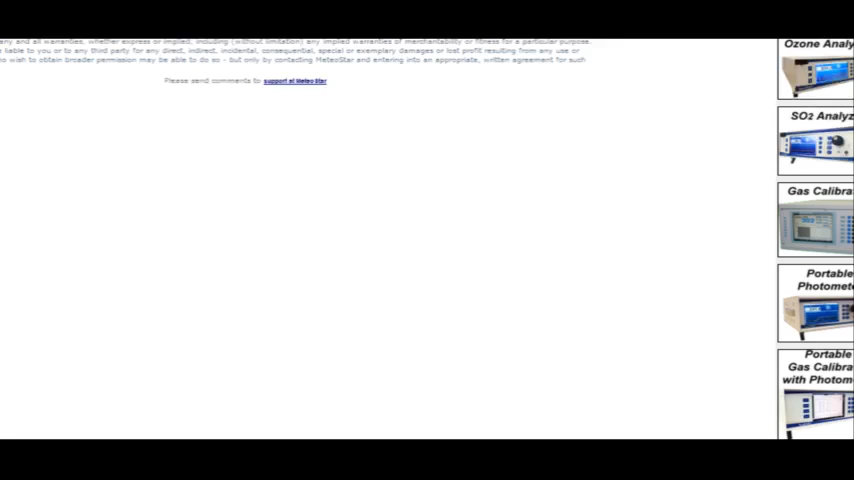 any and all warranties, whether express or implied, including (without limitation) any implied warranties of merchantability or fitness for a particular purpose.
liable to you or to any third party for any direct, indirect, incidental, consequential, special or exemplary damages or lost profit resulting from any use or
wish to obtain broader permission may be able to do so - but only by contacting MeteoStar and entering into an appropriate, written agreement for such
Please send comments to support at MeteoStar
Ozone Analy
SO2 Analyz
Gas Calibra
Portable
Photomete
Portable
Gas Calibra
with Photom